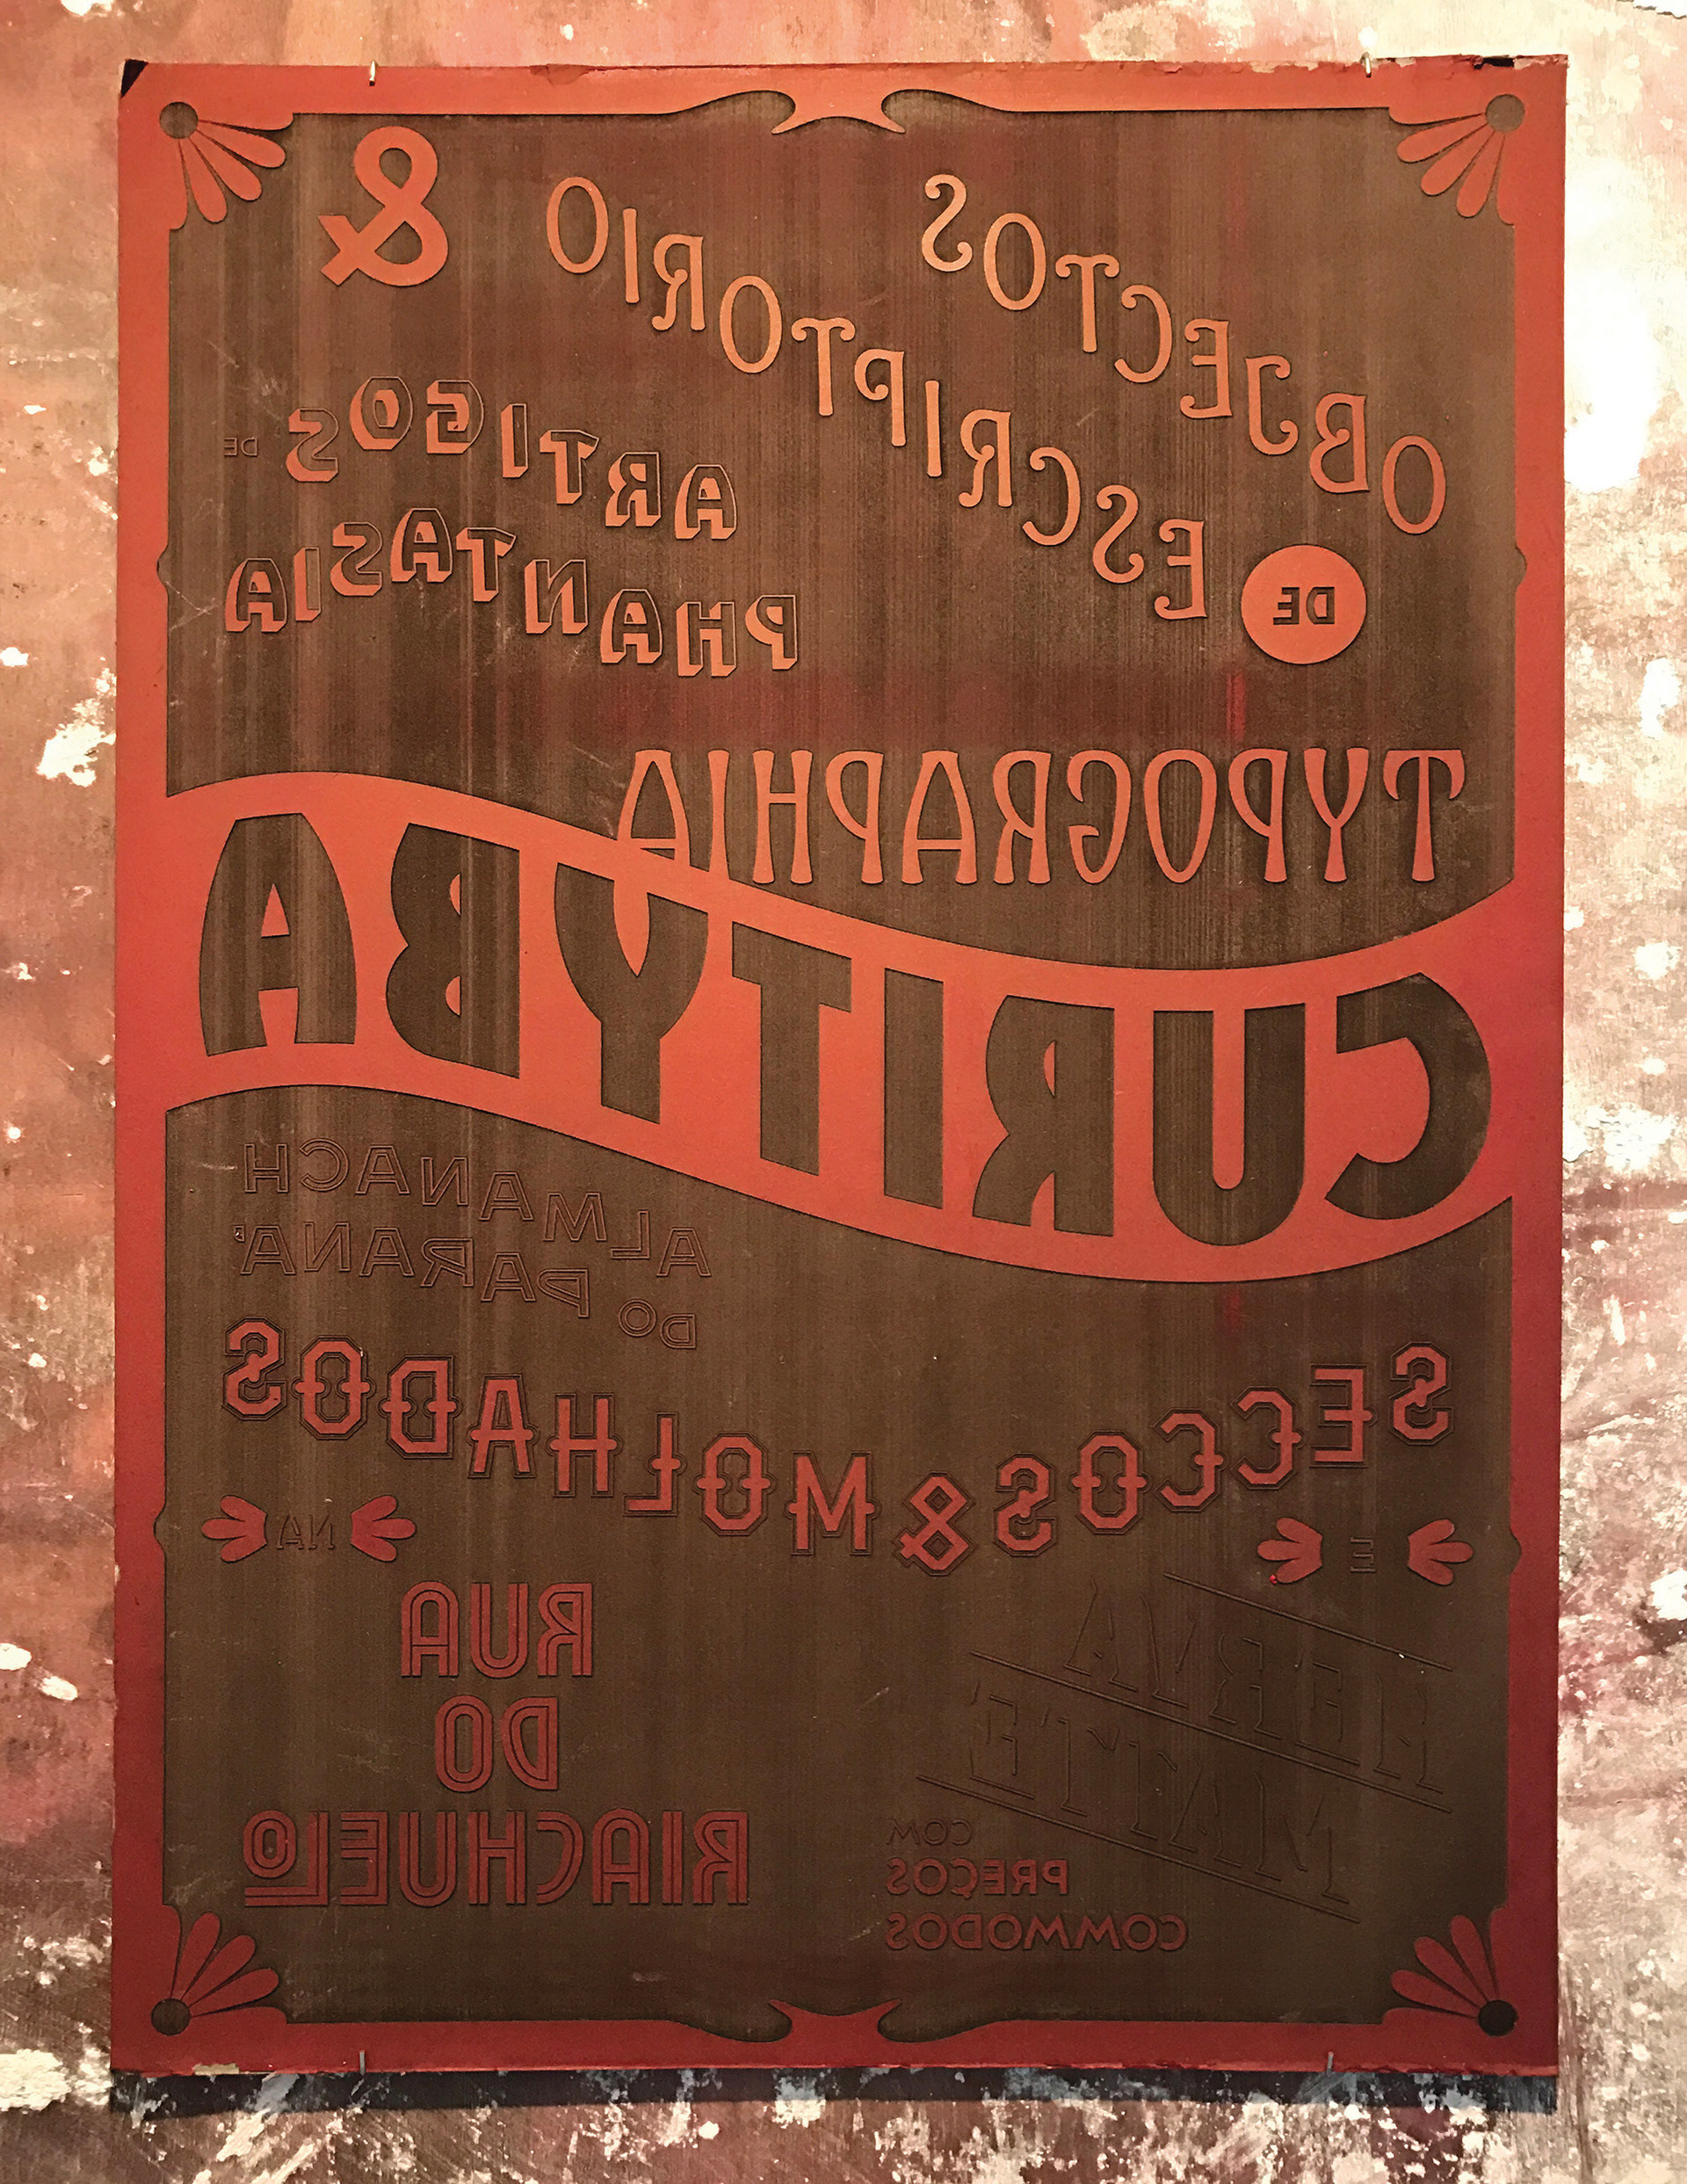 OBJECTOS
DE ESCRIPTORIO &
ARTIGOS DE
PHANTASIA
TYPOGRAPHIA
CURITYBA
ALMANACH
DO PARANA'
SECCOS & MOLHADOS
E
HERVA
MATTE
COM
PREÇOS
COMMODOS
NA
RUA
DO
RIACHUELO